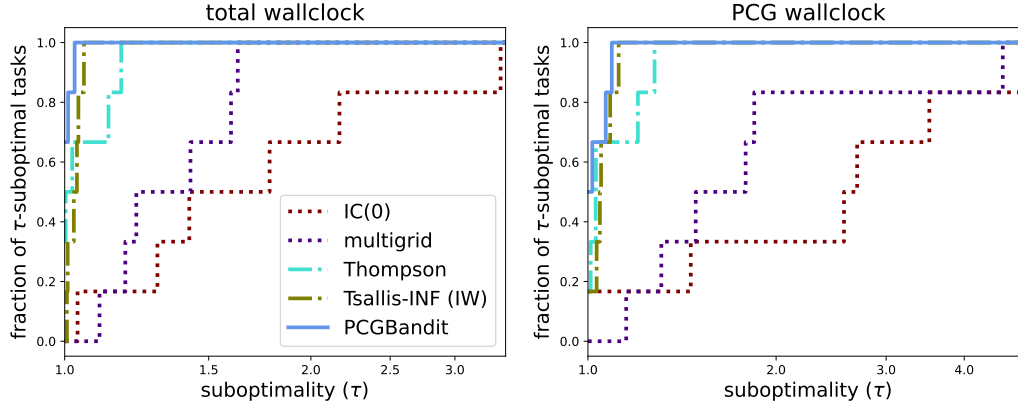 total wallclock
fraction of τ-suboptimal tasks
1.0
0.8
0.6
0.4
0.2
0.0
IC(0)
multigrid
Thompson
Tsallis-INF (IW)
PCGBandit
1.0
1.5
2.0
3.0
suboptimality (τ)
PCG wallclock
fraction of τ-suboptimal tasks
1.0
0.8
0.6
0.4
0.2
0.0
1.0
2.0
3.0
4.0
suboptimality (τ)